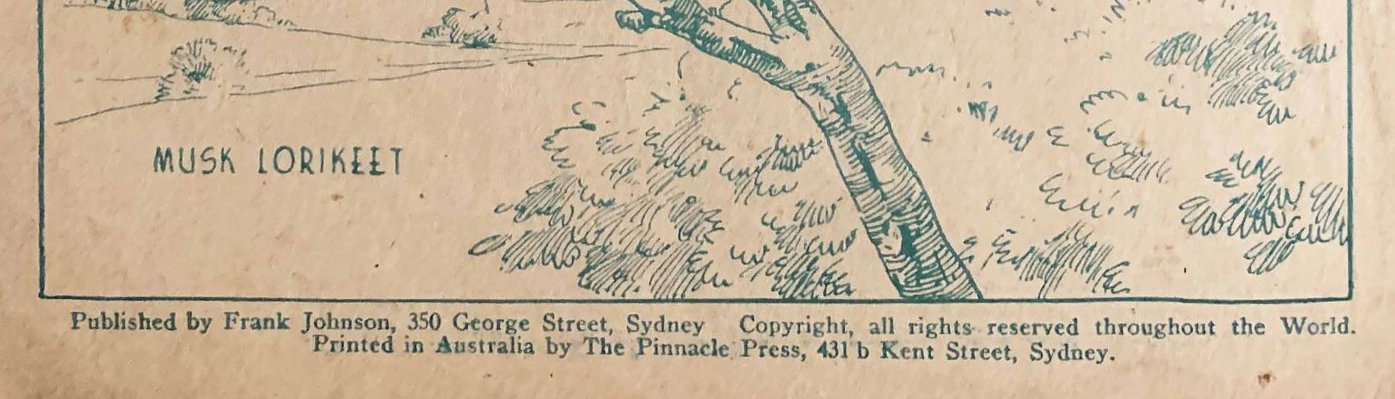 MUSK LORIKEET
Published by Frank Johnson, 350 George Street, Sydney Copyright, all rights reserved throughout the World.
Printed in Australia by The Pinnacle Press, 431b Kent Street, Sydney.